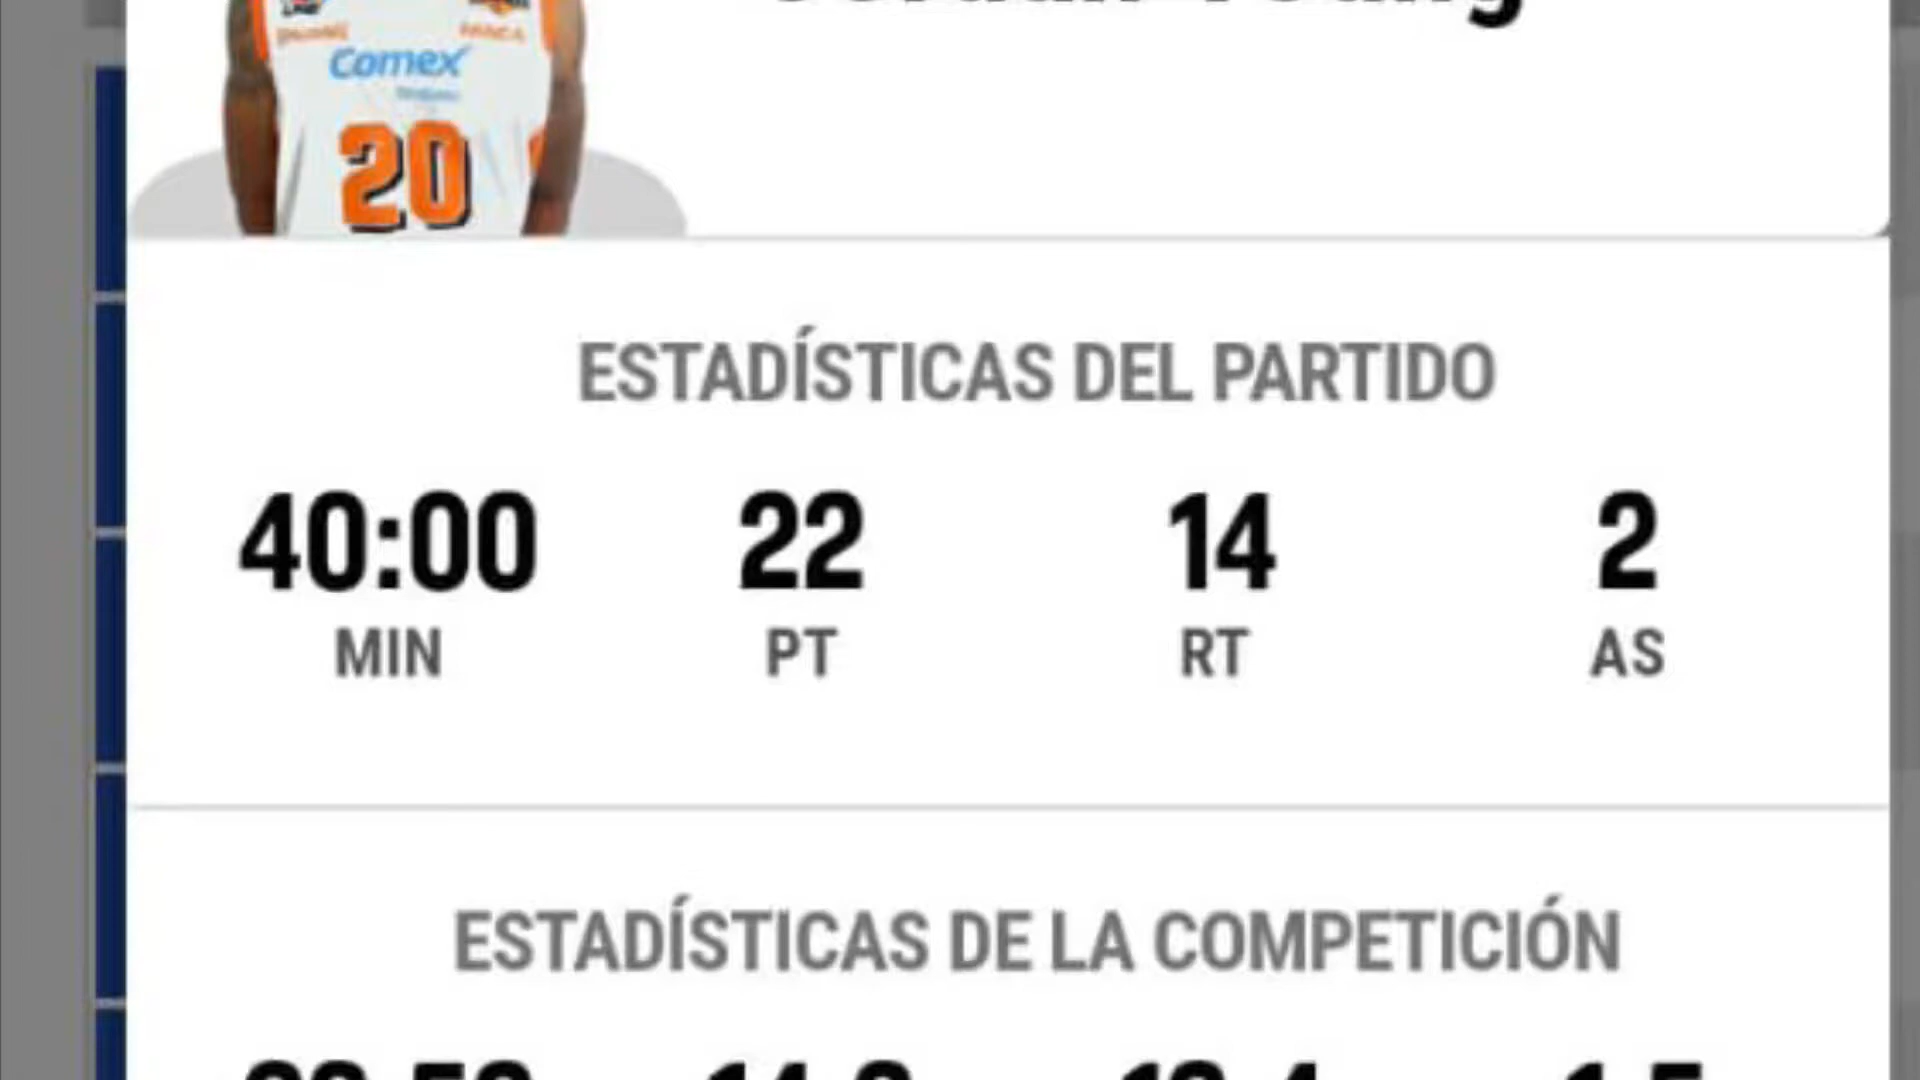 Comex
20
ESTADÍSTICAS DEL PARTIDO
40:00 22 14 2
MIN PT RT AS
ESTADÍSTICAS DE LA COMPETICIÓN